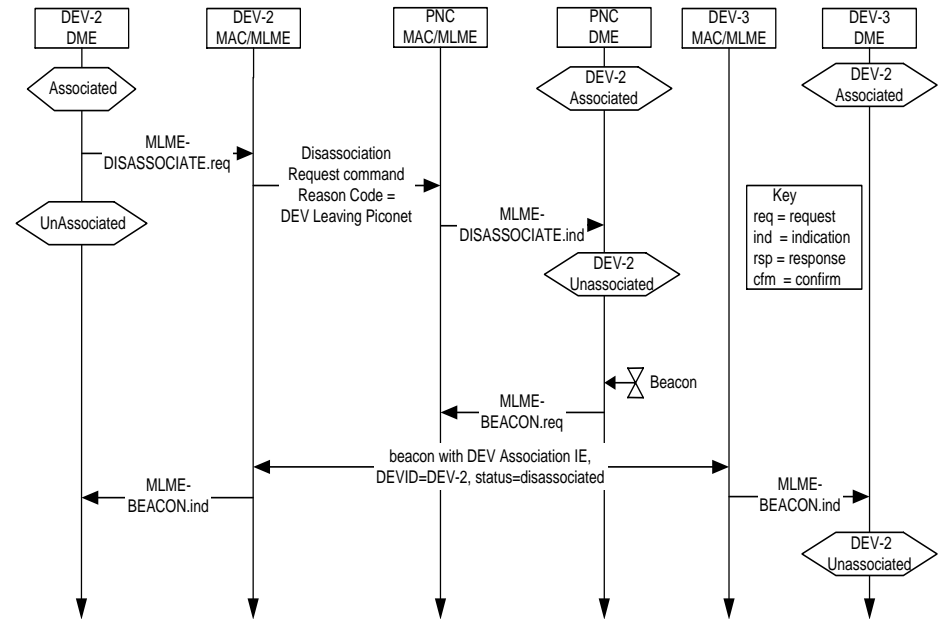 DEV-2
DME
DEV-2
MAC/MLME
PNC
MAC/MLME
PNC
DME
DEV-3
MAC/MLME
DEV-3
DME
Associated
DEV-2
Associated
DEV-2
Associated
MLME-
DISASSOCIATE.req
Disassociation
Request command
Reason Code =
DEV Leaving Piconet
UnAssociated
MLME-
DISASSOCIATE.ind
Key
req = request
ind = indication
rsp = response
cfm = confirm
DEV-2
Unassociated
Beacon
MLME-
BEACON.req
beacon with DEV Association IE,
DEVID=DEV-2, status=disassociated
MLME-
BEACON.ind
MLME-
BEACON.ind
DEV-2
Unassociated